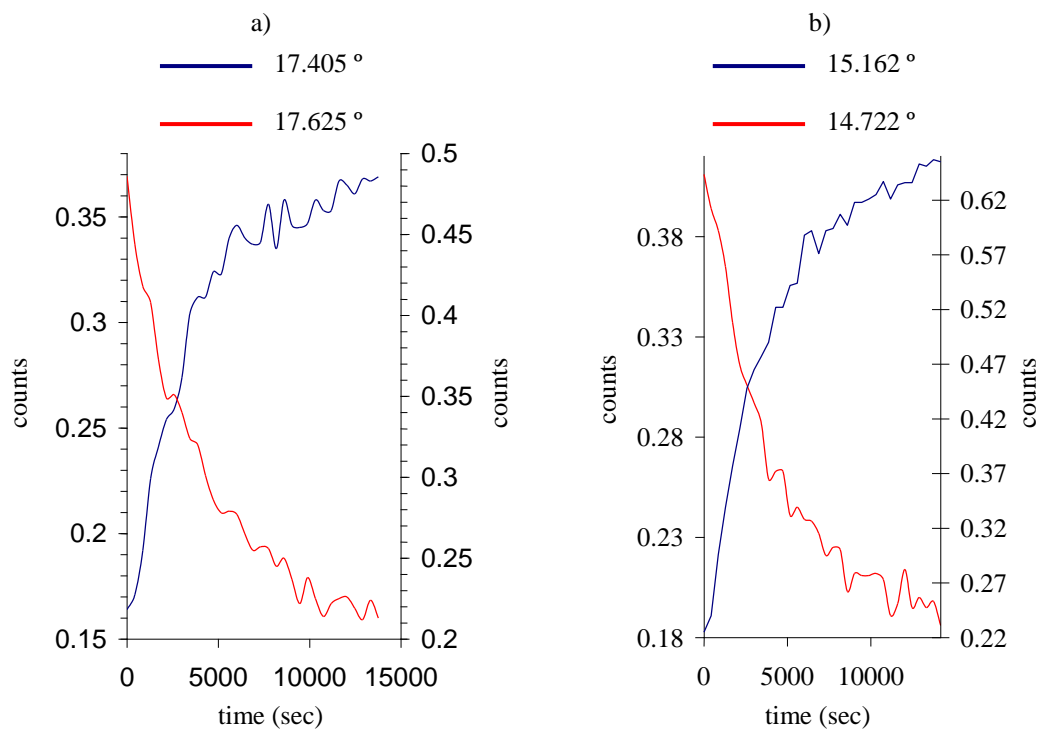 a)
17.405 º
17.625 º
0.35
0.3
0.25
0.2
0.15
0.5
0.45
0.4
0.35
0.3
0.25
0.2
counts
counts
0 5000 10000 15000
time (sec)
b)
15.162 º
14.722 º
0.38
0.33
0.28
0.23
0.18
0.62
0.57
0.52
0.47
0.42
0.37
0.32
0.27
0.22
counts
counts
0 5000 10000
time (sec)